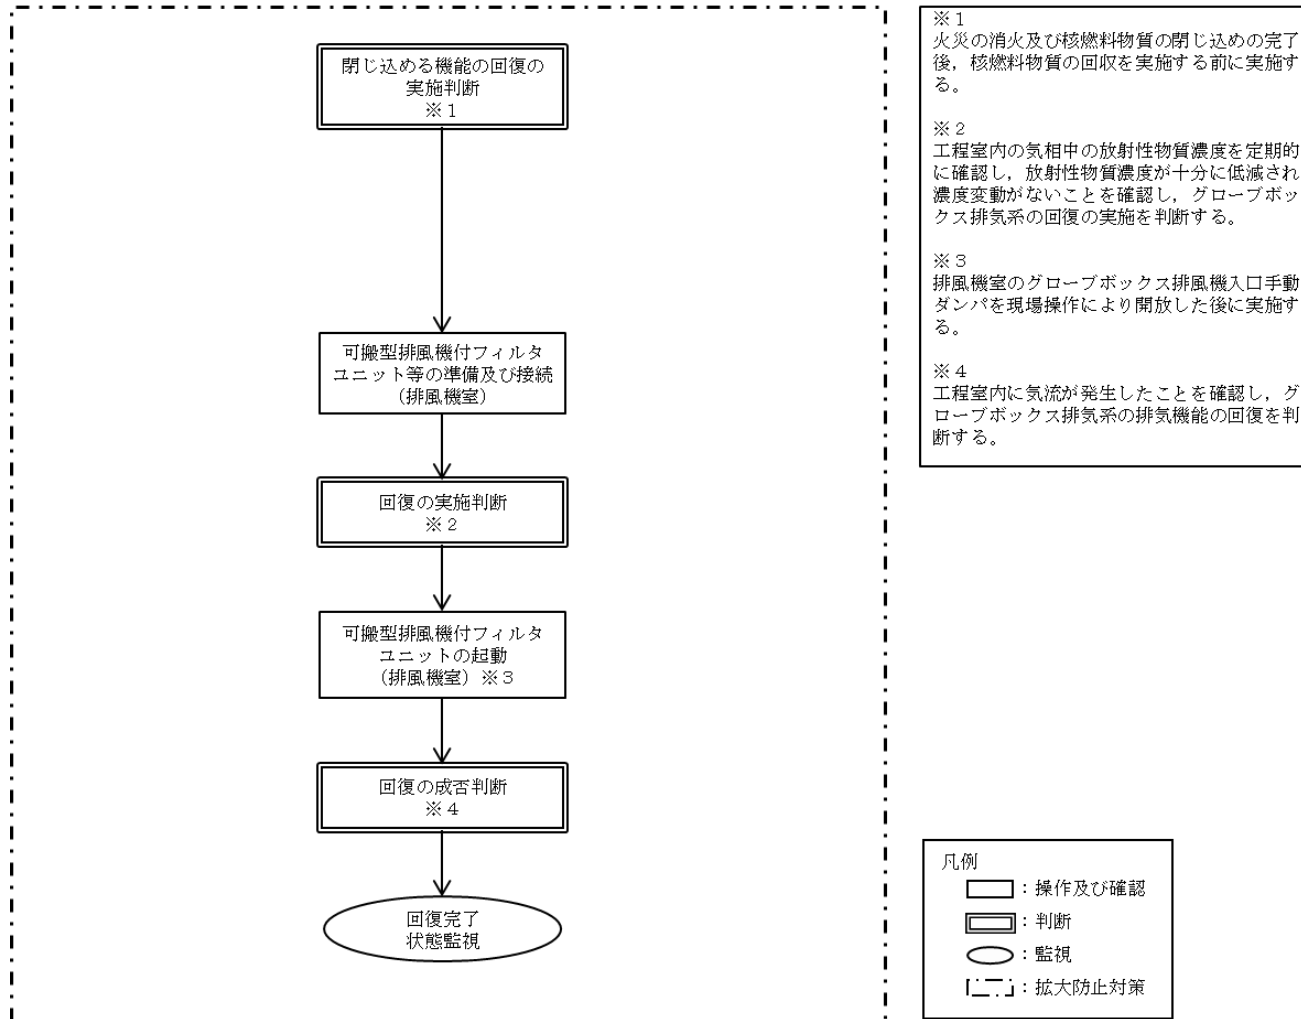 閉じ込める機能の回復の
実施判断
※１
可搬型排風機付フィルタ
ユニット等の準備及び接続
（排風機室）
回復の実施判断
※２
可搬型排風機付フィルタ
ユニットの起動
（排風機室）※３
回復の成否判断
※４
回復完了
状態監視
※１
火災の消火及び核燃料物質の閉じ込めの完了
後，核燃料物質の回収を実施する前に実施す
る。
※２
工程室内の気相中の放射性物質濃度を定期的
に確認し，放射性物質濃度が十分に低減され
濃度変動がないことを確認し，グローブボッ
クス排気系の回復の実施を判断する。
※３
排風機室のグローブボックス排風機入口手動
ダンパを現場操作により開放した後に実施す
る。
※４
工程室内に気流が発生したことを確認し，グ
ローブボックス排気系の排気機能の回復を判
断する。
凡例
：操作及び確認
：判断
：監視
：拡大防止対策